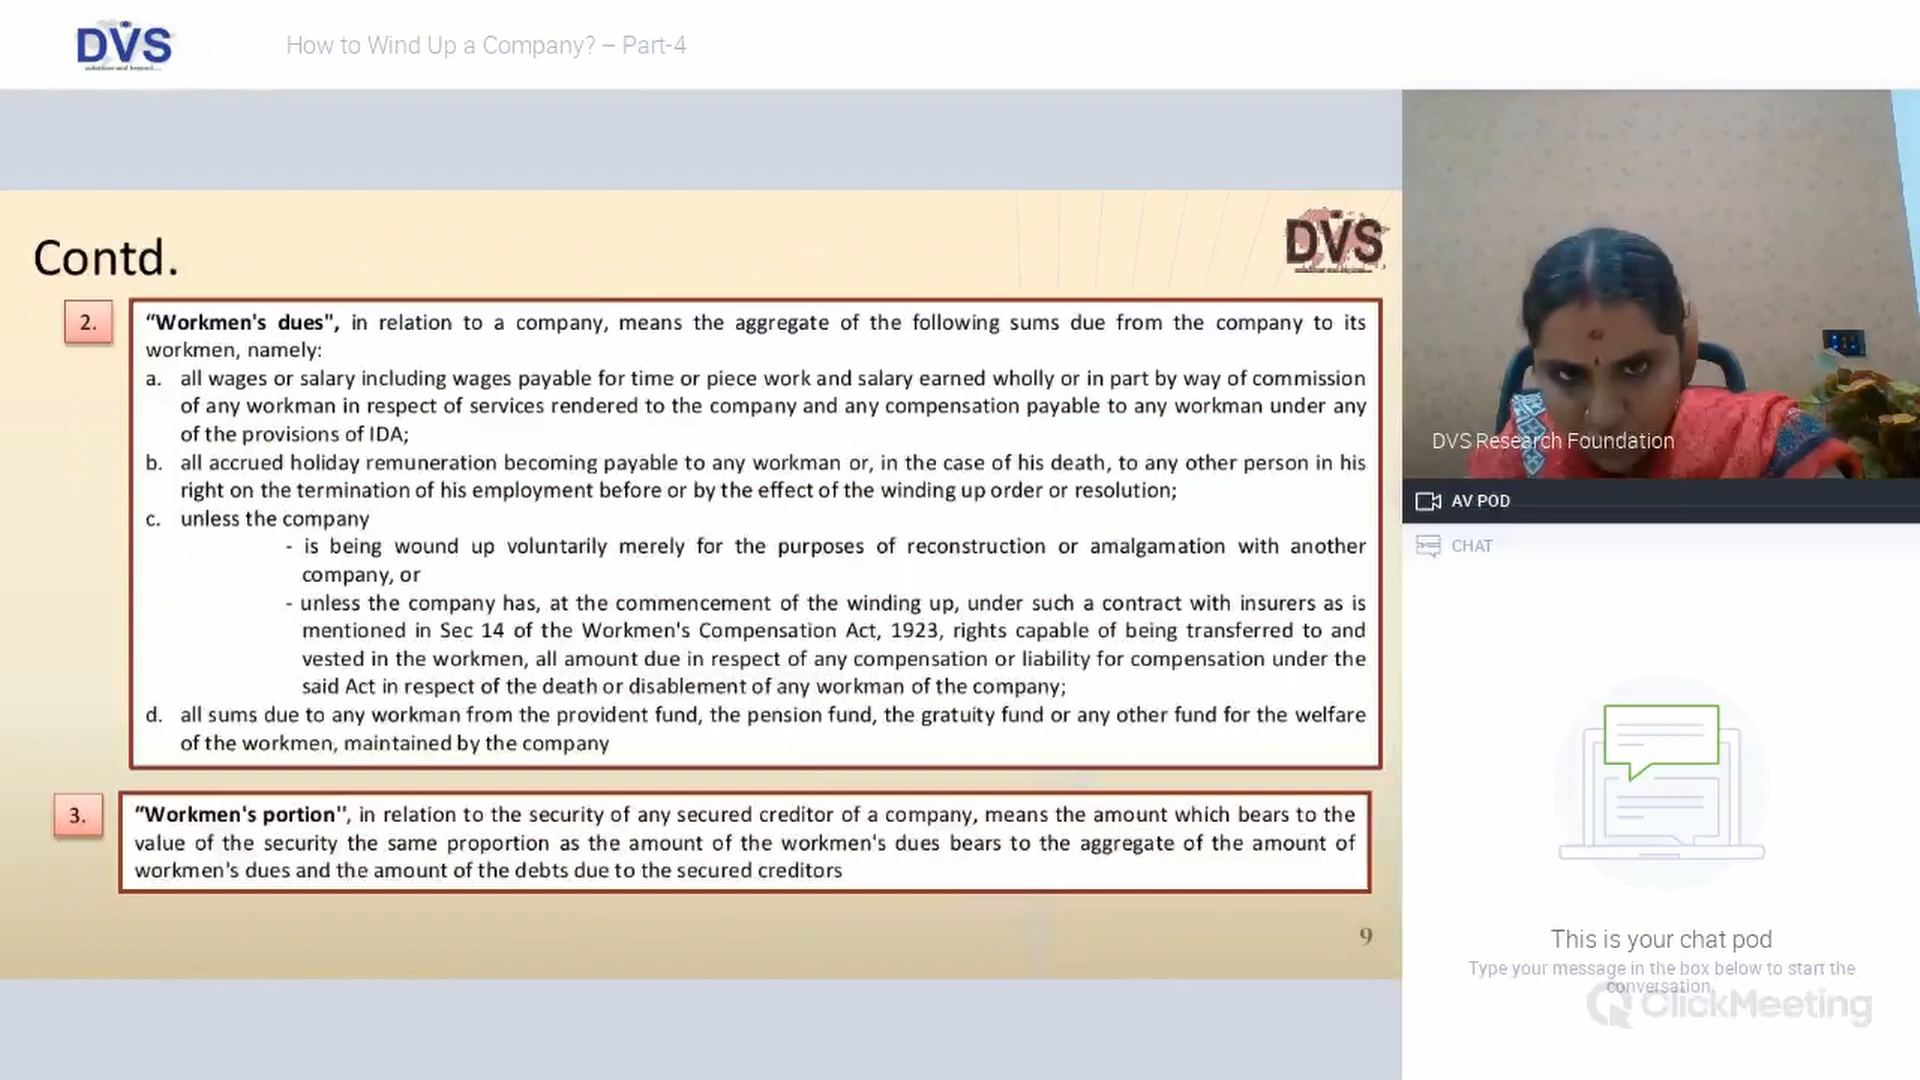 DVS
solutions and beyond....
How to Wind Up a Company? – Part-4
Contd.
DVS
2.
“Workmen's dues", in relation to a company, means the aggregate of the following sums due from the company to its
workmen, namely:
a. all wages or salary including wages payable for time or piece work and salary earned wholly or in part by way of commission
of any workman in respect of services rendered to the company and any compensation payable to any workman under any
of the provisions of IDA;
b. all accrued holiday remuneration becoming payable to any workman or, in the case of his death, to any other person in his
right on the termination of his employment before or by the effect of the winding up order or resolution;
c. unless the company
- is being wound up voluntarily merely for the purposes of reconstruction or amalgamation with another
company, or
- unless the company has, at the commencement of the winding up, under such a contract with insurers as is
mentioned in Sec 14 of the Workmen's Compensation Act, 1923, rights capable of being transferred to and
vested in the workmen, all amount due in respect of any compensation or liability for compensation under the
said Act in respect of the death or disablement of any workman of the company;
d. all sums due to any workman from the provident fund, the pension fund, the gratuity fund or any other fund for the welfare
of the workmen, maintained by the company
3.
“Workmen's portion'', in relation to the security of any secured creditor of a company, means the amount which bears to the
value of the security the same proportion as the amount of the workmen's dues bears to the aggregate of the amount of
workmen's dues and the amount of the debts due to the secured creditors
9
DVS Research Foundation
AV POD
CHAT
This is your chat pod
Type your message in the box below to start the
conversation.
ClickMeeting